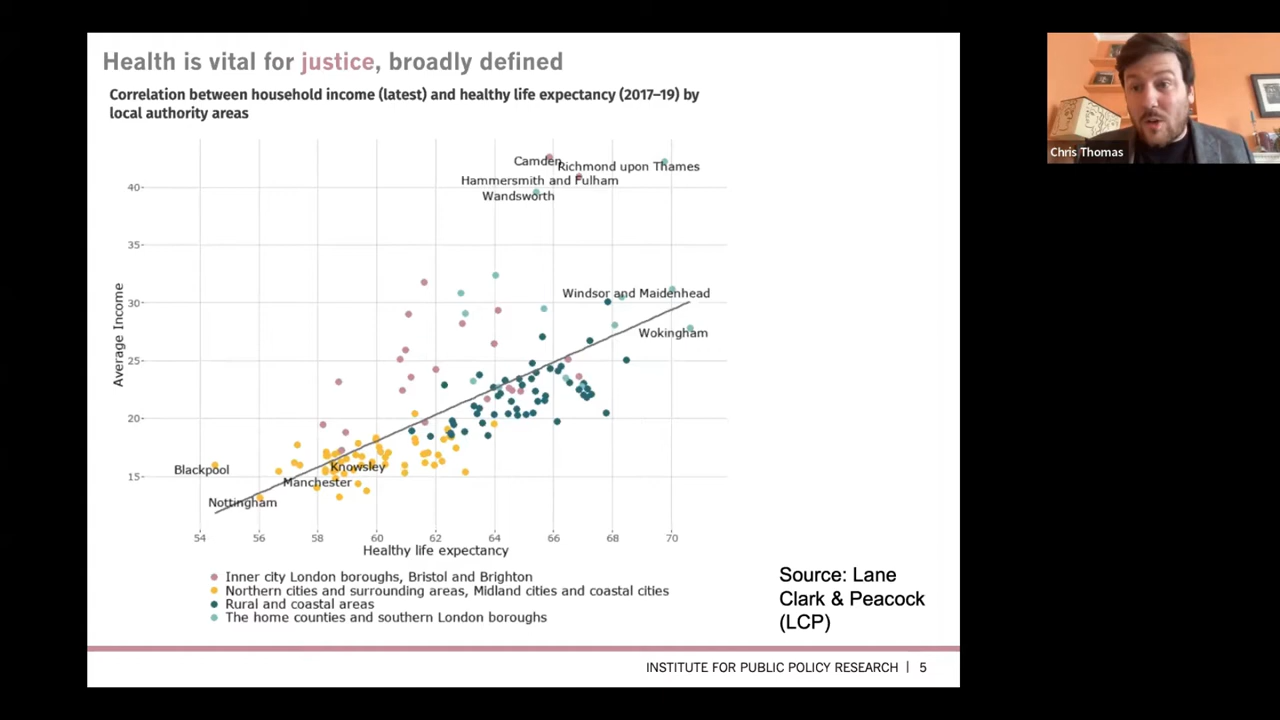 Health is vital for justice, broadly defined
Correlation between household income (latest) and healthy life expectancy (2017–19) by
local authority areas
Camden
Richmond upon Thames
Hammersmith and Fulham
40
Wandsworth
35
Windsor and Maidenhead
30
Wokingham
25
20
Blackpool
Knowsley
15
Manchester
Nottingham
Average Income
54 56 58 60 62 64 66 68 70
Healthy life expectancy
Inner city London boroughs, Bristol and Brighton
Northern cities and surrounding areas, Midland cities and coastal cities
Rural and coastal areas
The home counties and southern London boroughs
Source: Lane
Clark & Peacock
(LCP)
INSTITUTE FOR PUBLIC POLICY RESEARCH | 5
Chris Thomas